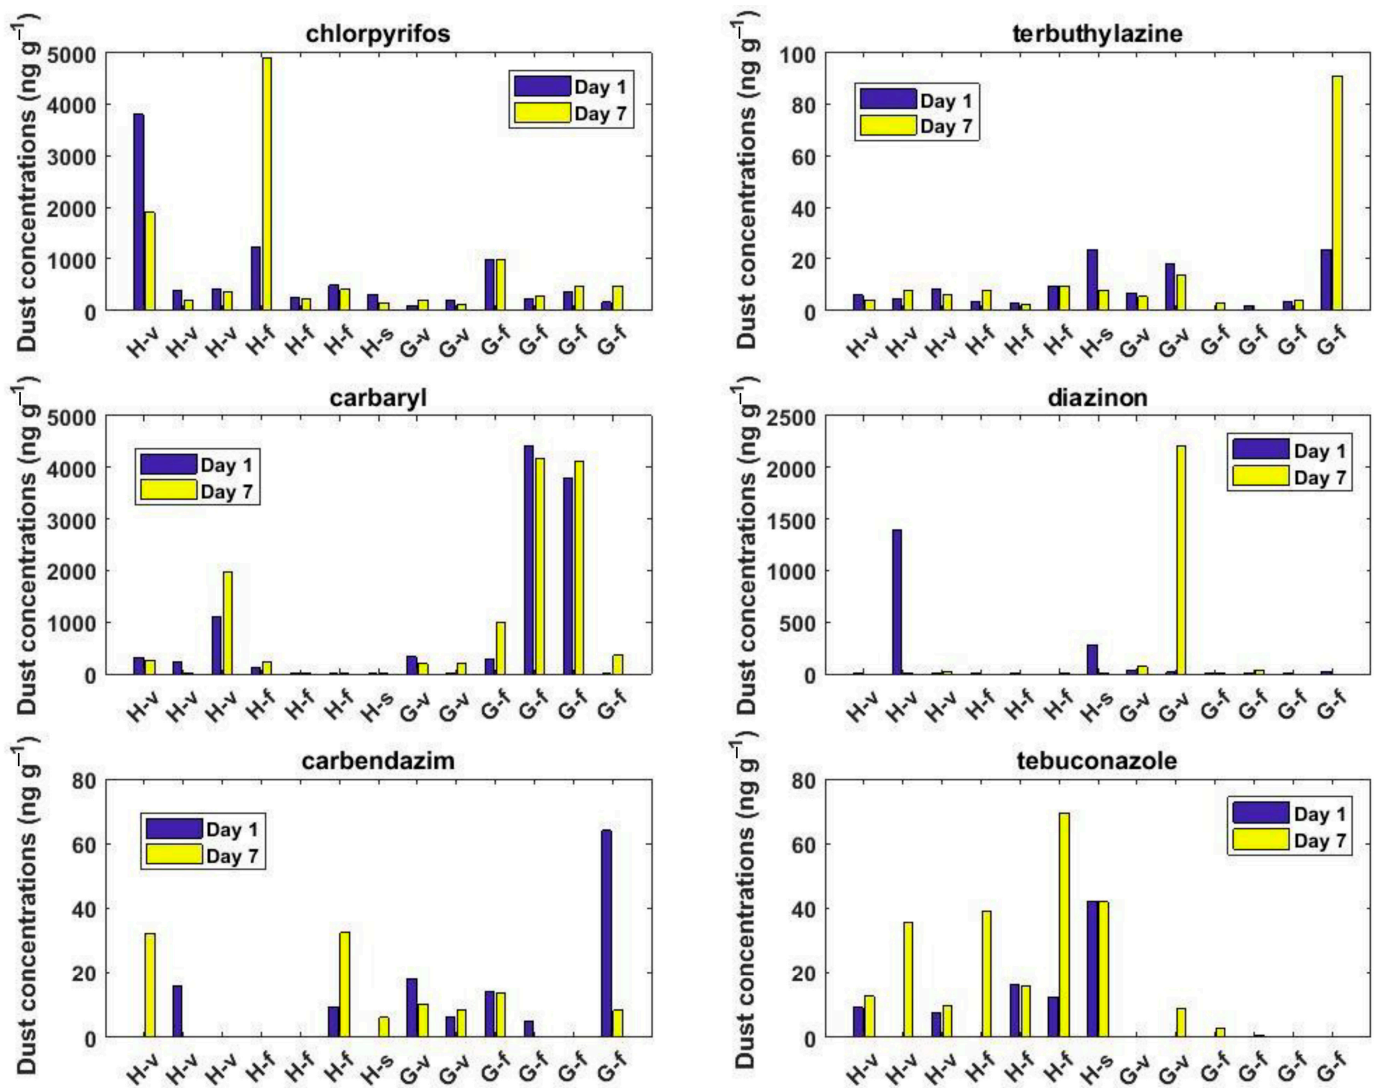 chlorpyrifos
Dust concentrations (ng g⁻¹)
5000
4000
3000
2000
1000
0
Day 1
Day 7
H-v H-v H-v H-f H-f H-f H-s G-v G-v G-f G-f G-f G-f
terbuthylazine
Dust concentrations (ng g⁻¹)
100
80
60
40
20
0
Day 1
Day 7
H-v H-v H-v H-f H-f H-f H-s G-v G-v G-f G-f G-f G-f
carbaryl
Dust concentrations (ng g⁻¹)
5000
4000
3000
2000
1000
0
Day 1
Day 7
H-v H-v H-v H-f H-f H-f H-s G-v G-v G-f G-f G-f G-f
diazinon
Dust concentrations (ng g⁻¹)
2500
2000
1500
1000
500
0
Day 1
Day 7
H-v H-v H-v H-f H-f H-f H-s G-v G-v G-f G-f G-f G-f
carbendazim
Dust concentrations (ng g⁻¹)
80
60
40
20
0
Day 1
Day 7
H-v H-v H-v H-f H-f H-f H-s G-v G-v G-f G-f G-f G-f
tebuconazole
Dust concentrations (ng g⁻¹)
80
60
40
20
0
Day 1
Day 7
H-v H-v H-v H-f H-f H-f H-s G-v G-v G-f G-f G-f G-f